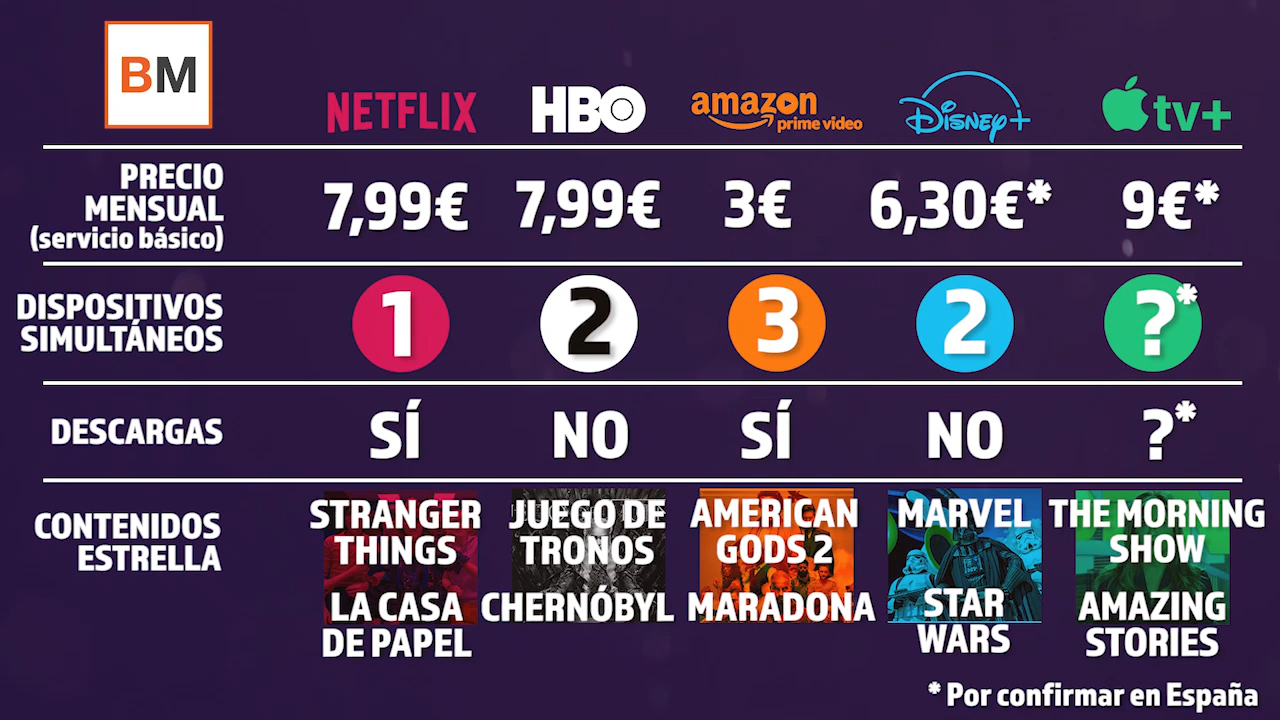 BM
NETFLIX
HBO
amazon
prime video
Disney+
tv+
PRECIO
MENSUAL
(servicio básico)
7,99€
7,99€
3€
6,30€*
9€*
DISPOSITIVOS
SIMULTÁNEOS
1
2
3
2
?*
DESCARGAS
SÍ
NO
SÍ
NO
?*
CONTENIDOS
ESTRELLA
STRANGER
THINGS
LA CASA
DE PAPEL
JUEGO DE
TRONOS
CHERNÓBYL
AMERICAN
GODS 2
MARADONA
MARVEL
STAR
WARS
THE MORNING
SHOW
AMAZING
STORIES
* Por confirmar en España